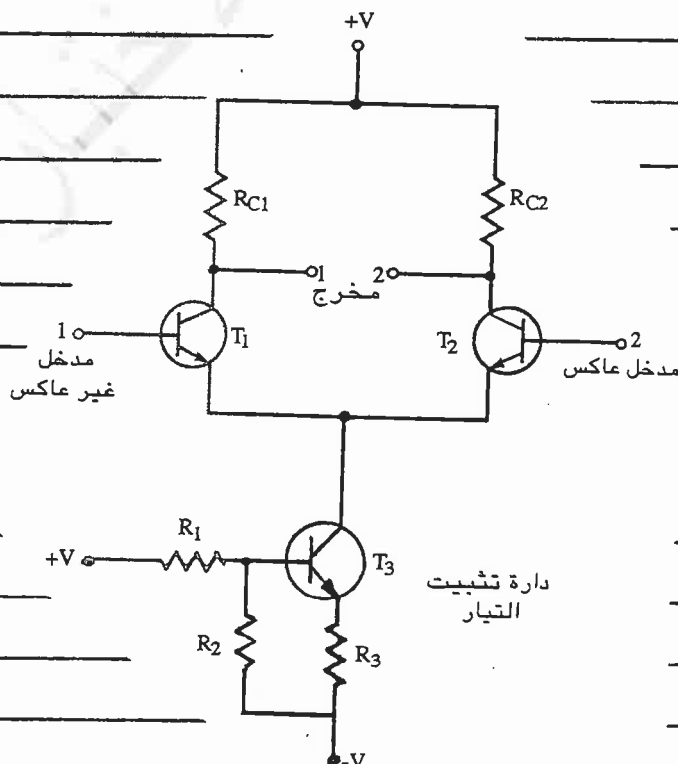 +V
RC1
RC2
1
2
مخرج
1
T1
T2
2
مدخل
غير عاكس
مدخل عاكس
R1
+V
T3
دارة تثبيت
التيار
R2
R3
-V